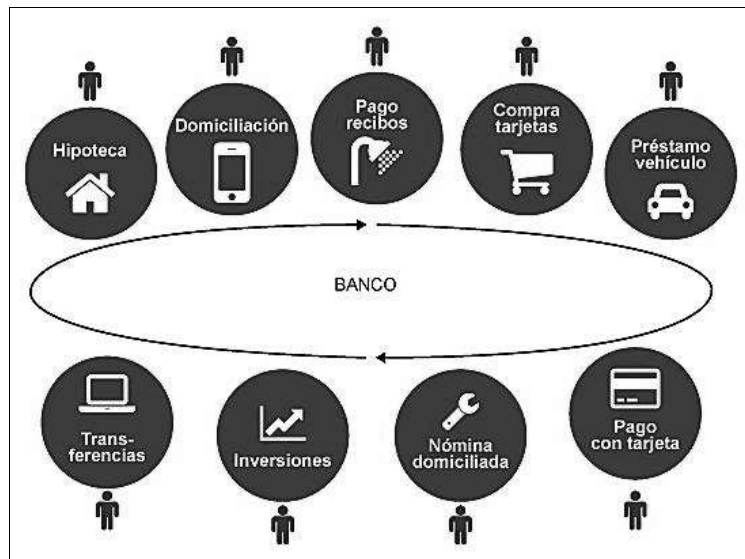 Hipoteca
Domiciliación
Pago
recibos
Compra
tarjetas
Préstamo
vehículo
BANCO
Trans-
ferencias
Inversiones
Nómina
domiciliada
Pago
con tarjeta